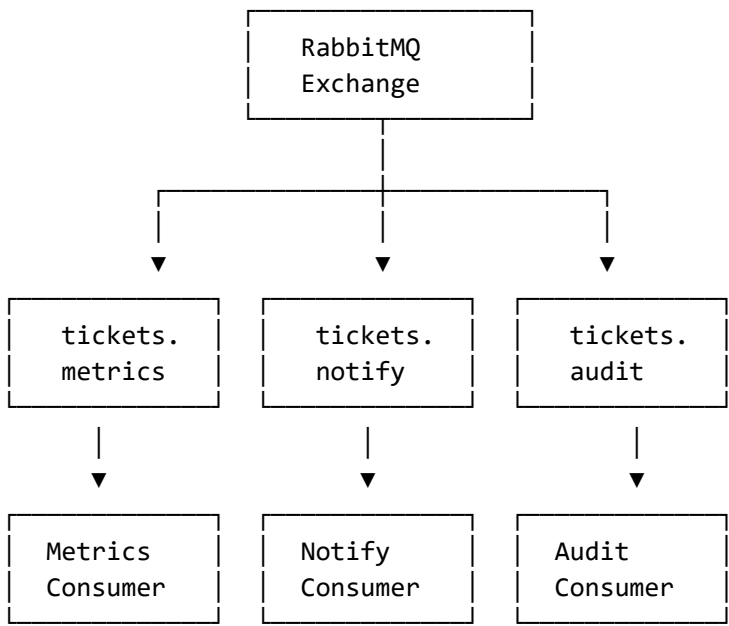 RabbitMQ
Exchange
tickets.
metrics
tickets.
notify
tickets.
audit
Metrics
Consumer
Notify
Consumer
Audit
Consumer